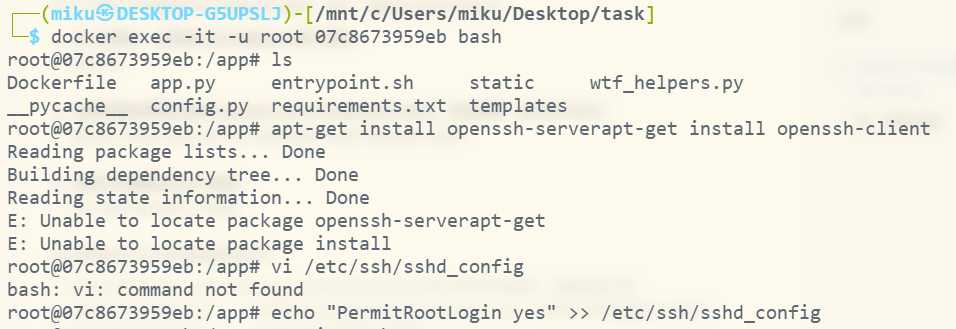 ┌──(miku㉿DESKTOP-G5UPSLJ)-[/mnt/c/Users/miku/Desktop/task]
└─$ docker exec -it -u root 07c8673959eb bash
root@07c8673959eb:/app# ls
Dockerfile   app.py     entrypoint.sh     static     wtf_helpers.py
__pycache__  config.py  requirements.txt  templates
root@07c8673959eb:/app# apt-get install openssh-serverapt-get install openssh-client
Reading package lists... Done
Building dependency tree... Done
Reading state information... Done
E: Unable to locate package openssh-serverapt-get
E: Unable to locate package install
root@07c8673959eb:/app# vi /etc/ssh/sshd_config
bash: vi: command not found
root@07c8673959eb:/app# echo "PermitRootLogin yes" >> /etc/ssh/sshd_config